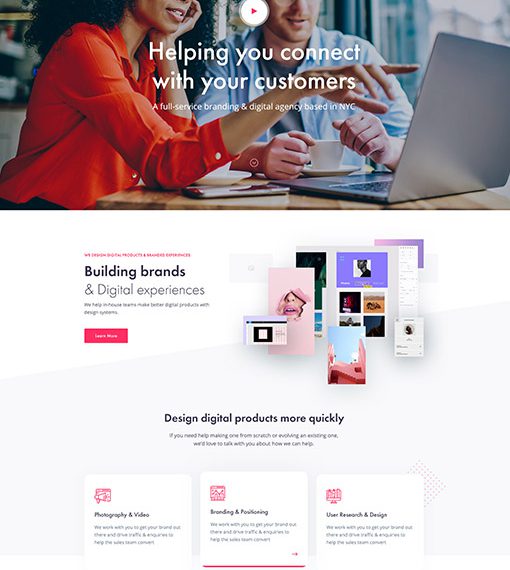 Helping you connect
with your customers
A full-service branding & digital agency based in NYC
WE DESIGN DIGITAL PRODUCTS & BRANDED EXPERIENCES
Building brands
& Digital experiences
We help in-house teams make better digital products with
design systems.
Learn More
Design digital products more quickly
If you need help making one from scratch or evolving an existing one,
we'd love to talk with you about how we can help.
Photography & Video
We work with you to get your brand out
there and drive traffic & enquiries to
help the sales team convert
Branding & Positioning
We work with you to get your brand out
there and drive traffic & enquiries to
help the sales team convert
User Research & Design
We work with you to get your brand out
there and drive traffic & enquiries to
help the sales team convert